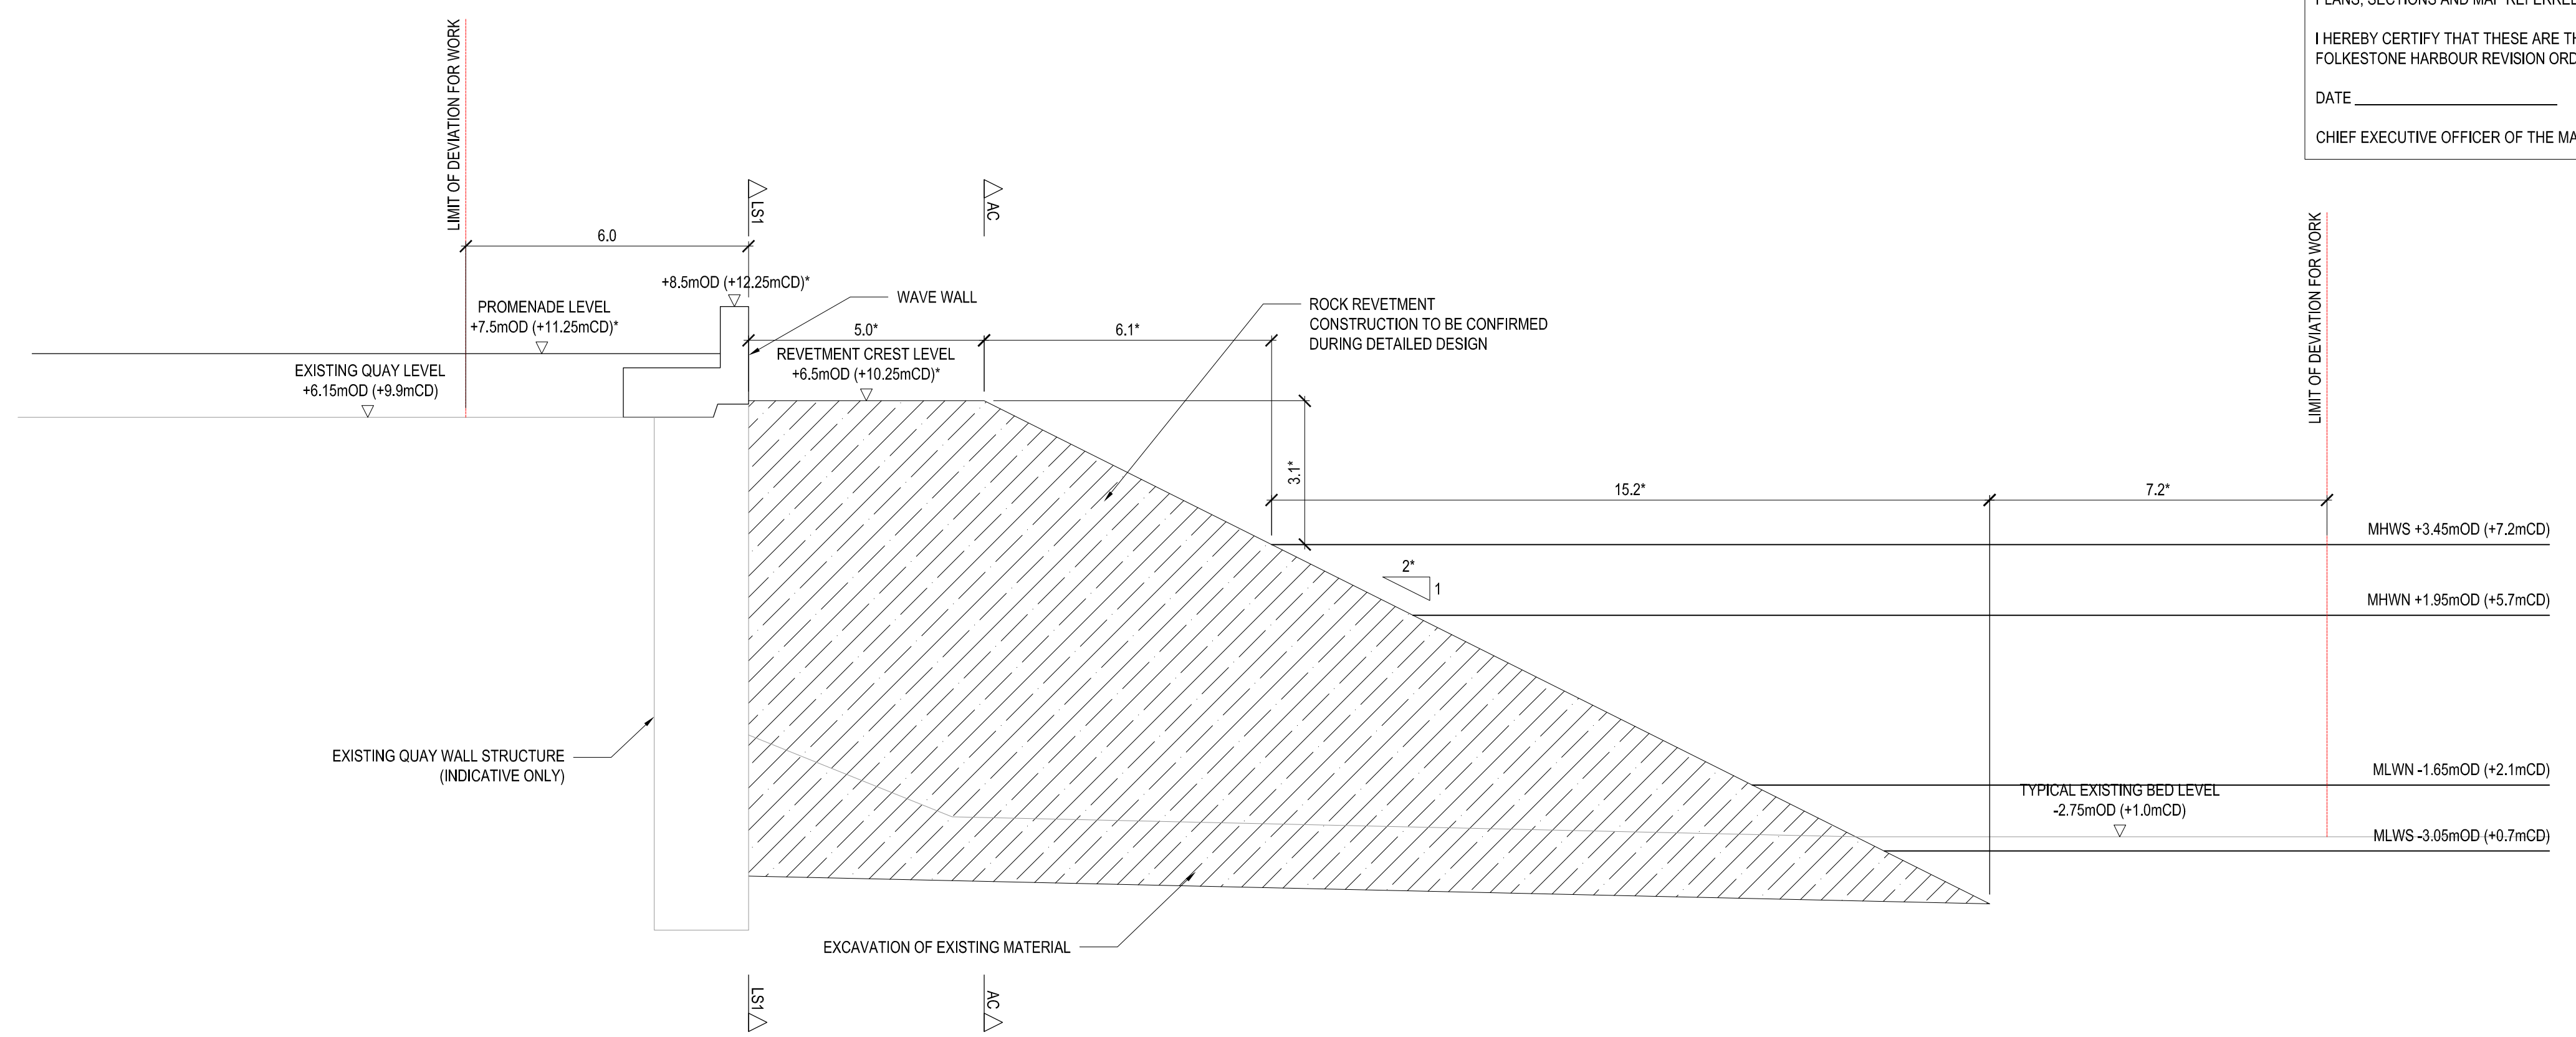 PLANS, SECTIONS AND MAP REFERRED
I HEREBY CERTIFY THAT THESE ARE TH
FOLKESTONE HARBOUR REVISION ORD
DATE
CHIEF EXECUTIVE OFFICER OF THE MA
LIMIT OF DEVIATION FOR WORK
LS1
AC
LIMIT OF DEVIATION FOR WORK
6.0
+8.5mOD (+12.25mCD)*
WAVE WALL
PROMENADE LEVEL
+7.5mOD (+11.25mCD)*
ROCK REVETMENT
CONSTRUCTION TO BE CONFIRMED
DURING DETAILED DESIGN
5.0*
6.1*
REVETMENT CREST LEVEL
+6.5mOD (+10.25mCD)*
EXISTING QUAY LEVEL
+6.15mOD (+9.9mCD)
3.1*
15.2*
7.2*
MHWS +3.45mOD (+7.2mCD)
2*
1
MHWN +1.95mOD (+5.7mCD)
EXISTING QUAY WALL STRUCTURE
(INDICATIVE ONLY)
MLWN -1.65mOD (+2.1mCD)
TYPICAL EXISTING BED LEVEL
-2.75mOD (+1.0mCD)
MLWS -3.05mOD (+0.7mCD)
EXCAVATION OF EXISTING MATERIAL
LS1
AC